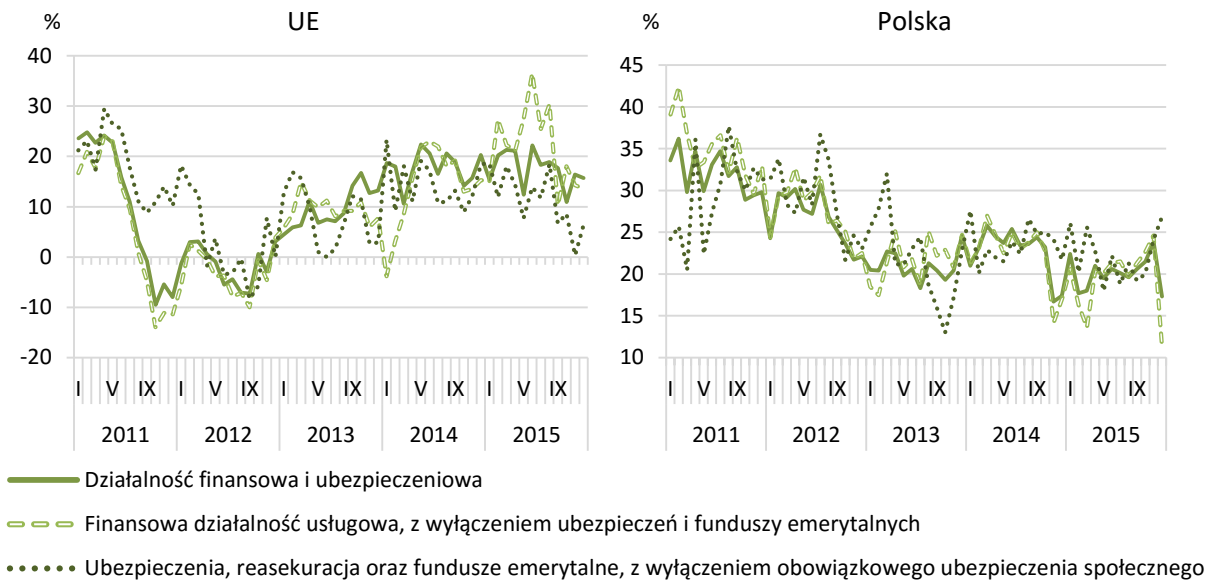 % UE
40
30
20
10
0
-10
-20
I V IX I V IX I V IX I V IX I V IX
2011 2012 2013 2014 2015
% Polska
45
40
35
30
25
20
15
10
I V IX I V IX I V IX I V IX I V IX
2011 2012 2013 2014 2015
Działalność finansowa i ubezpieczeniowa
Finansowa działalność usługowa, z wyłączeniem ubezpieczeń i funduszy emerytalnych
Ubezpieczenia, reasekuracja oraz fundusze emerytalne, z wyłączeniem obowiązkowego ubezpieczenia społecznego